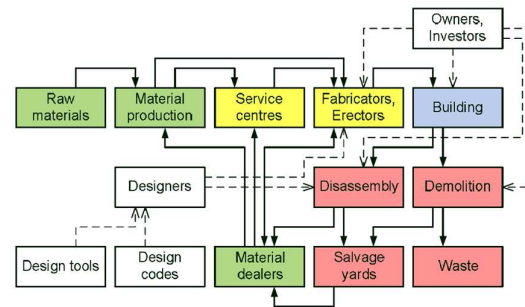 Owners,
Investors
Raw
materials
Material
production
Service
centres
Fabricators,
Erectors
Building
Designers
Disassembly
Demolition
Design tools
Design
codes
Material
dealers
Salvage
yards
Waste